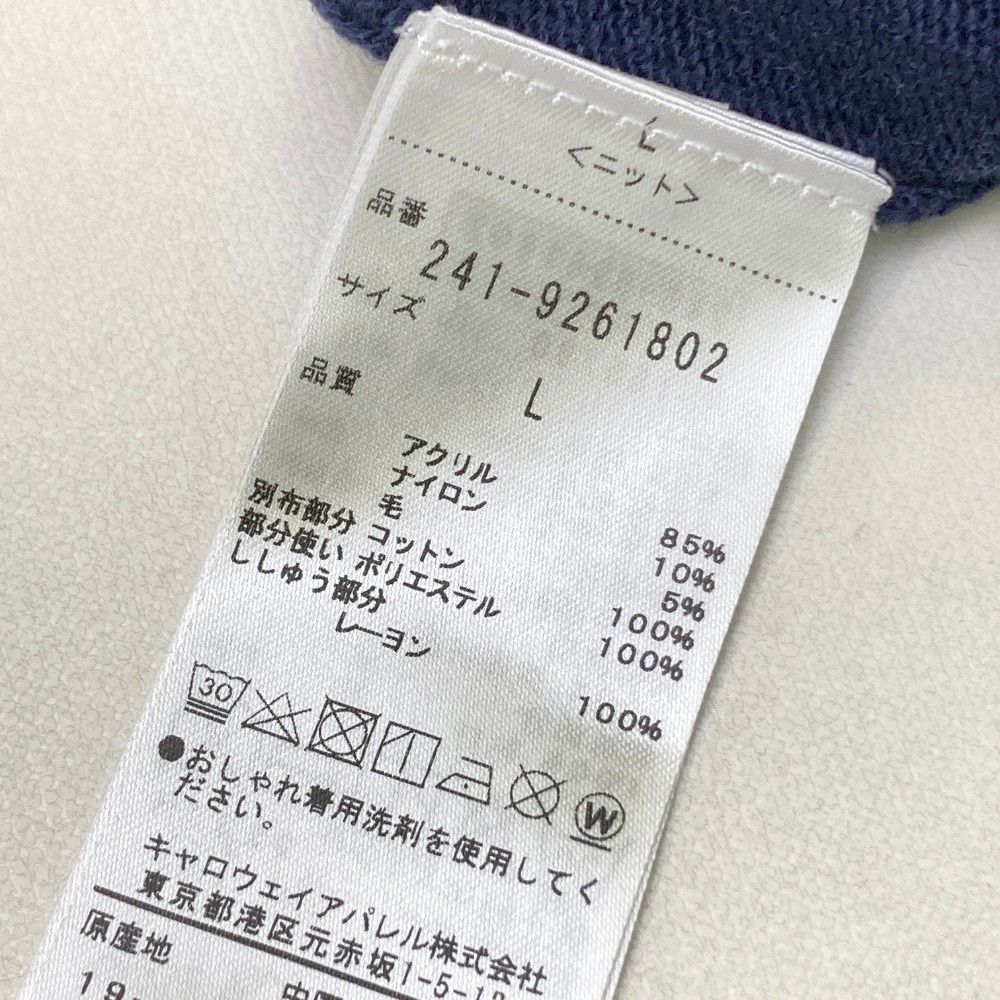 L
<ニット>
品番
241-9261802
サイズ
L
品質
アクリル 85%
ナイロン 10%
毛 5%
別布部分 コットン 100%
部分使い ポリエステル 100%
ししゅう部分
レーヨン 100%
30
W
●おしゃれ着用洗剤を使用してく
ださい。
キャロウェイアパレル株式会社
東京都港区元赤坂1-5-12
原産地